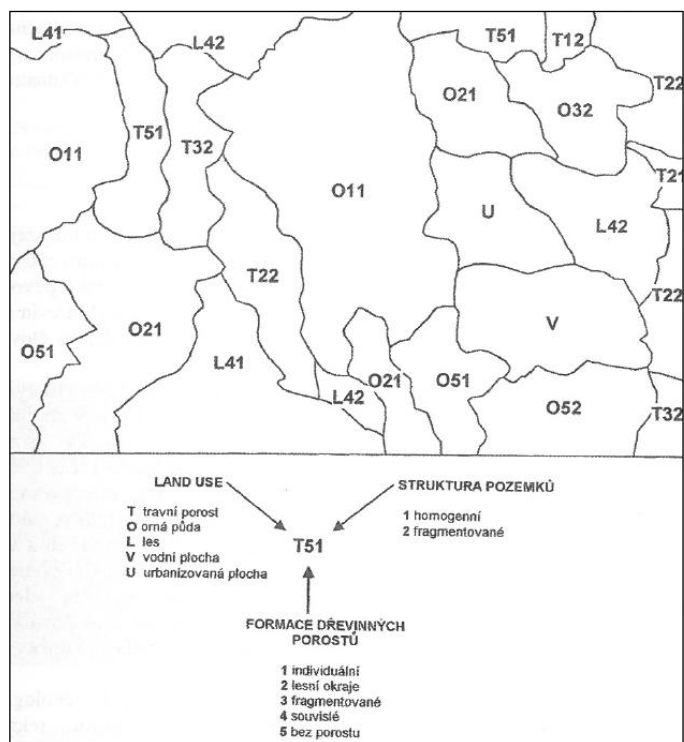 L41
L42
T51
T12
O21
O32
T22
T51
T32
O11
O11
T21
U
L42
T22
T22
V
O21
O51
L41
O21
O51
L42
O52
T32
LAND USE
STRUKTURA POZEMKŮ
T travní porost
O orná půda
L les
V vodní plocha
U urbanizovaná plocha
1 homogenní
2 fragmentované
T51
FORMACE DŘEVINNÝCH
POROSTŮ
1 individuální
2 lesní okraje
3 fragmentované
4 souvislé
5 bez porostu